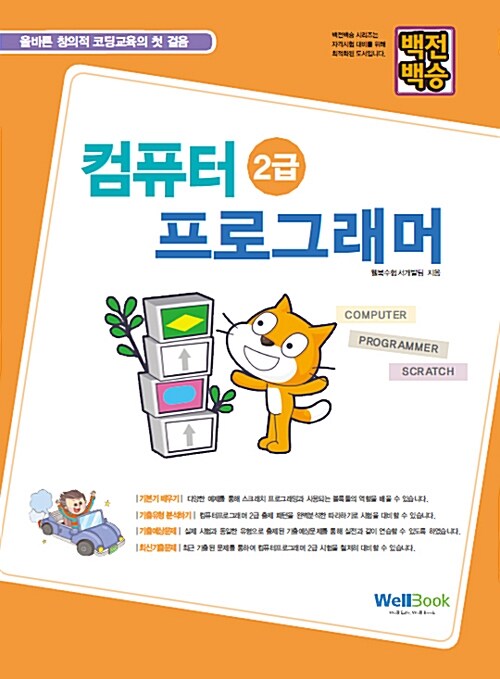 올바른 창의적 코딩교육의 첫 걸음
백전백승 시리즈는
자격시험 대비를 위해
최적화된 도서입니다.
백전
백승
컴퓨터 2급
프로그래머
웰북수험서개발팀 지음
COMPUTER
PROGRAMMER
SCRATCH
| 기본기 배우기 | 다양한 예제를 통해 스크래치 프로그래밍과 사용되는 블록들의 역할을 배울 수 있습니다.
| 기출유형 분석하기 | 컴퓨터프로그래머 2급 출제 패턴을 완벽분석한 따라하기로 시험을 대비할 수 있습니다.
| 기출예상문제 | 실제 시험과 동일한 유형으로 출제된 기출예상문제를 통해 실전과 같이 연습할 수 있도록 하였습니다.
| 최신기출문제 | 최근 기출된 문제를 통하여 컴퓨터프로그래머 2급 시험을 철저히 대비할 수 있습니다.
WellBook